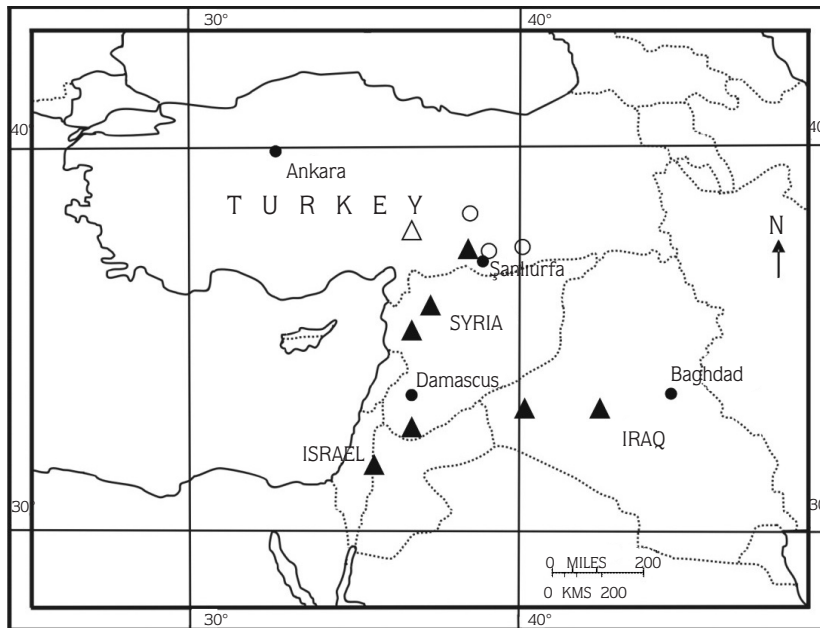 30° 40°
40° 40
Ankara
TURKEY
N
Şanlıurfa
SYRIA
Damascus
Baghdad
ISRAEL
IRAQ
30° 30
0 MILES 200
0 KMS 200
30° 40°